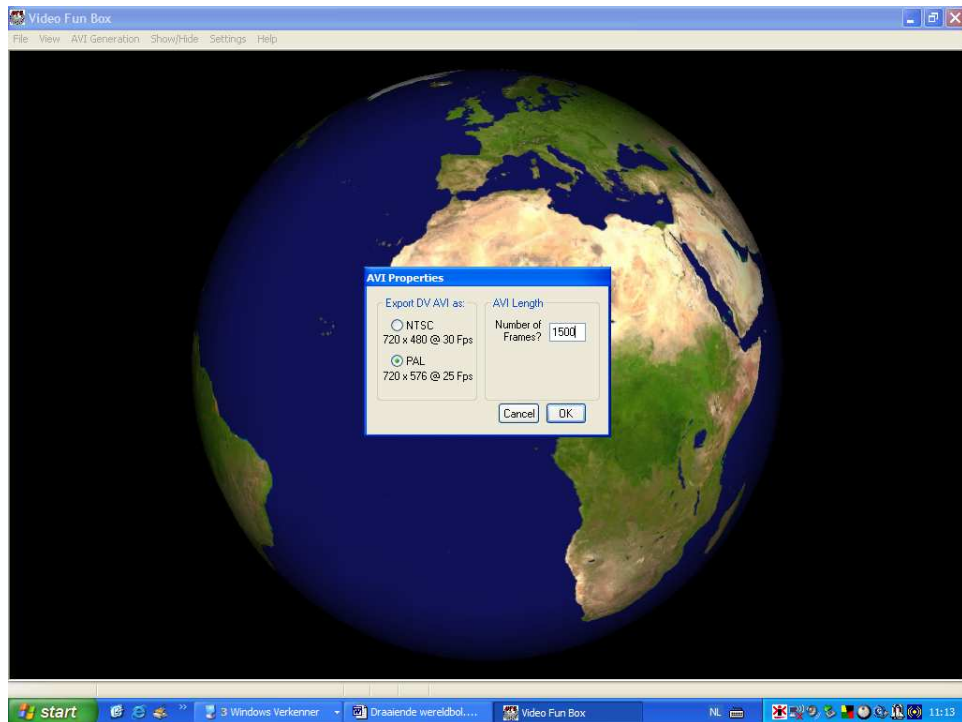 Video Fun Box
File View AVI Generation Show/Hide Settings Help
AVI Properties
Export DV AVI as:
NTSC
720 x 480 @ 30 Fps
PAL
720 x 576 @ 25 Fps
AVI Length
Number of
Frames?
1500
Cancel
OK
start
3 Windows Verkenner
Draaiende wereldbol....
Video Fun Box
NL
11:13